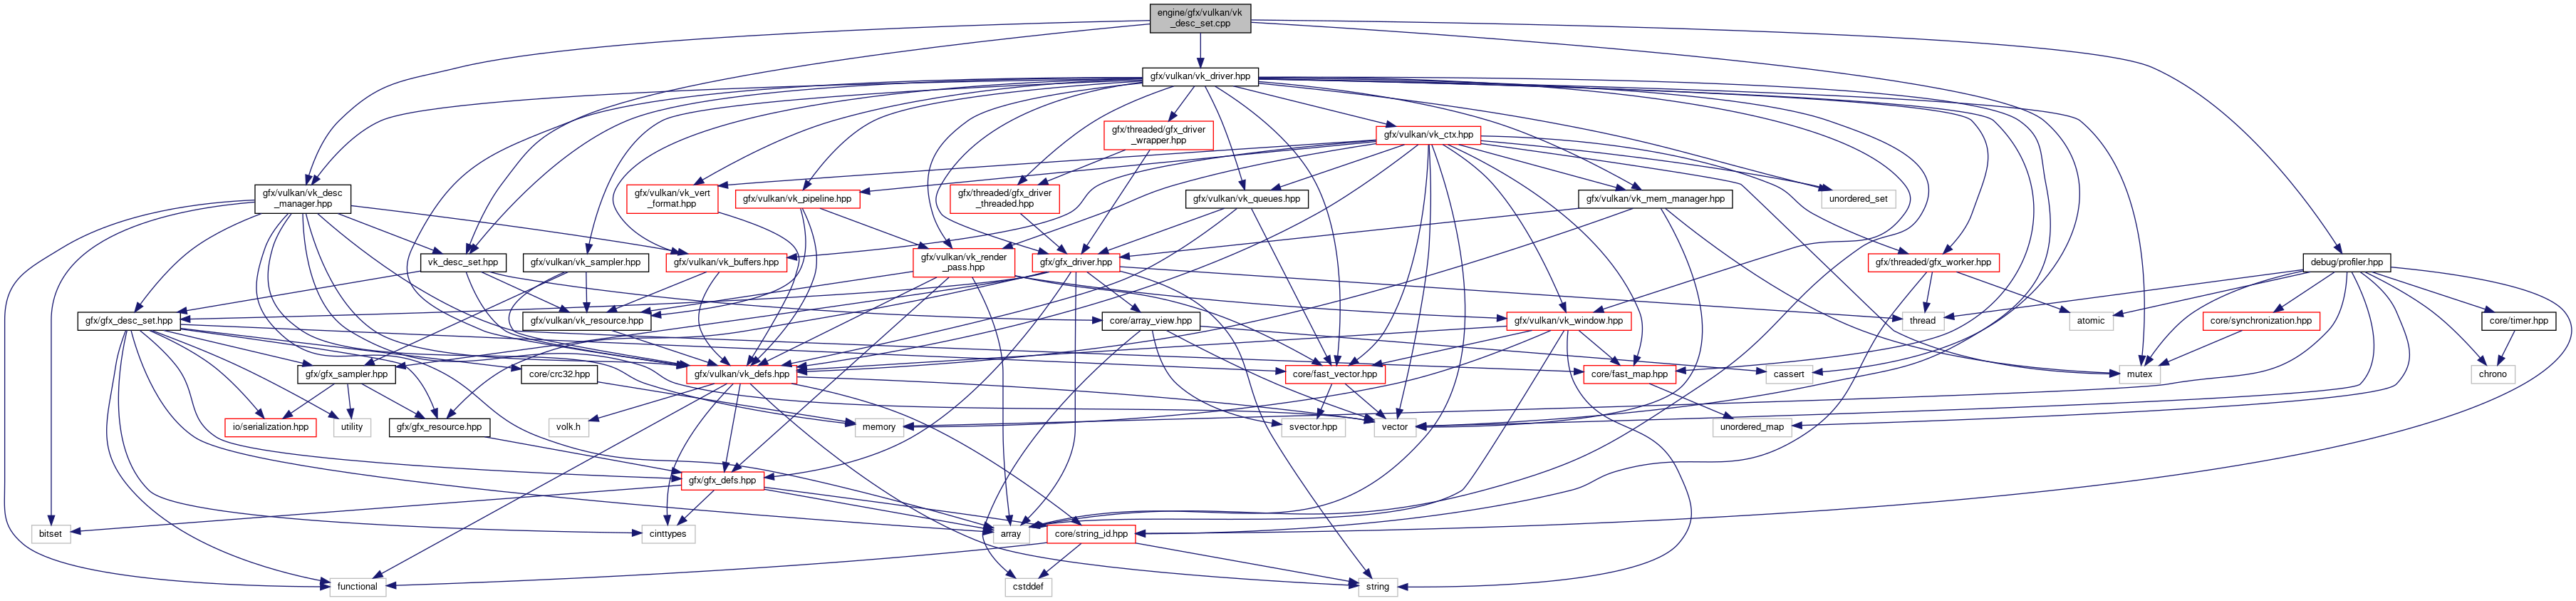 engine/gfx/vulkan/vk
_desc_set.cpp
gfx/vulkan/vk_driver.hpp
gfx/threaded/gfx_driver
_wrapper.hpp
gfx/vulkan/vk_ctx.hpp
gfx/vulkan/vk_desc
_manager.hpp
gfx/vulkan/vk_vert
_format.hpp
gfx/vulkan/vk_pipeline.hpp
gfx/threaded/gfx_driver
_threaded.hpp
gfx/vulkan/vk_queues.hpp
gfx/vulkan/vk_mem_manager.hpp
unordered_set
vk_desc_set.hpp
gfx/vulkan/vk_sampler.hpp
gfx/vulkan/vk_buffers.hpp
gfx/vulkan/vk_render
_pass.hpp
gfx/gfx_driver.hpp
gfx/threaded/gfx_worker.hpp
debug/profiler.hpp
gfx/gfx_desc_set.hpp
gfx/vulkan/vk_resource.hpp
core/array_view.hpp
gfx/vulkan/vk_window.hpp
thread
atomic
core/synchronization.hpp
core/timer.hpp
gfx/gfx_sampler.hpp
core/crc32.hpp
gfx/vulkan/vk_defs.hpp
core/fast_vector.hpp
core/fast_map.hpp
cassert
mutex
chrono
io/serialization.hpp
utility
gfx/gfx_resource.hpp
volk.h
memory
svector.hpp
vector
unordered_map
gfx/gfx_defs.hpp
bitset
cinttypes
array
core/string_id.hpp
functional
cstddef
string